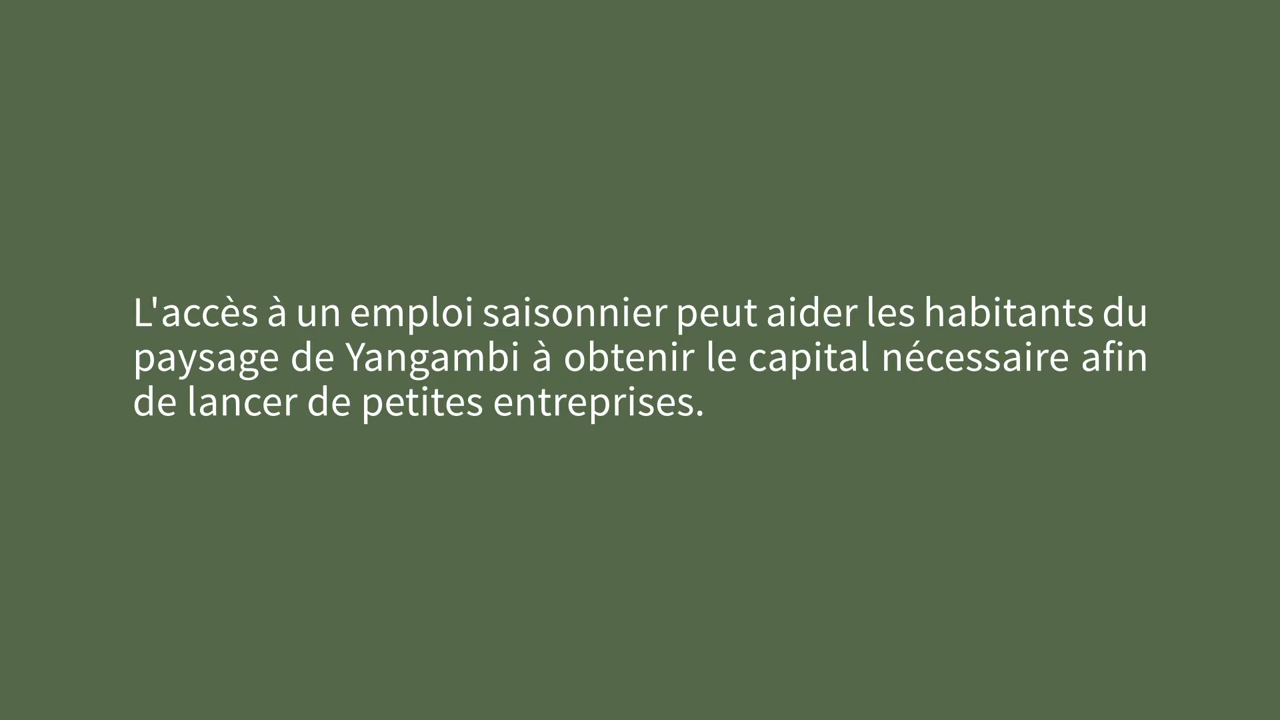 L'accès à un emploi saisonnier peut aider les habitants du
paysage de Yangambi à obtenir le capital nécessaire afin
de lancer de petites entreprises.